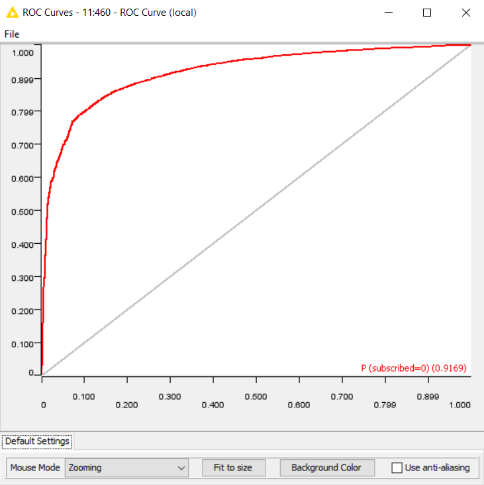 ROC Curves - 11:460 - ROC Curve (local)
File
1.000
0.899
0.799
0.700
0.600
0.500
0.400
0.300
0.200
0.100
0
P (subscribed=0) (0.9169)
0 0.100 0.200 0.300 0.400 0.500 0.600 0.700 0.799 0.899 1.000
Default Settings
Mouse Mode Zooming Fit to size Background Color Use anti-aliasing